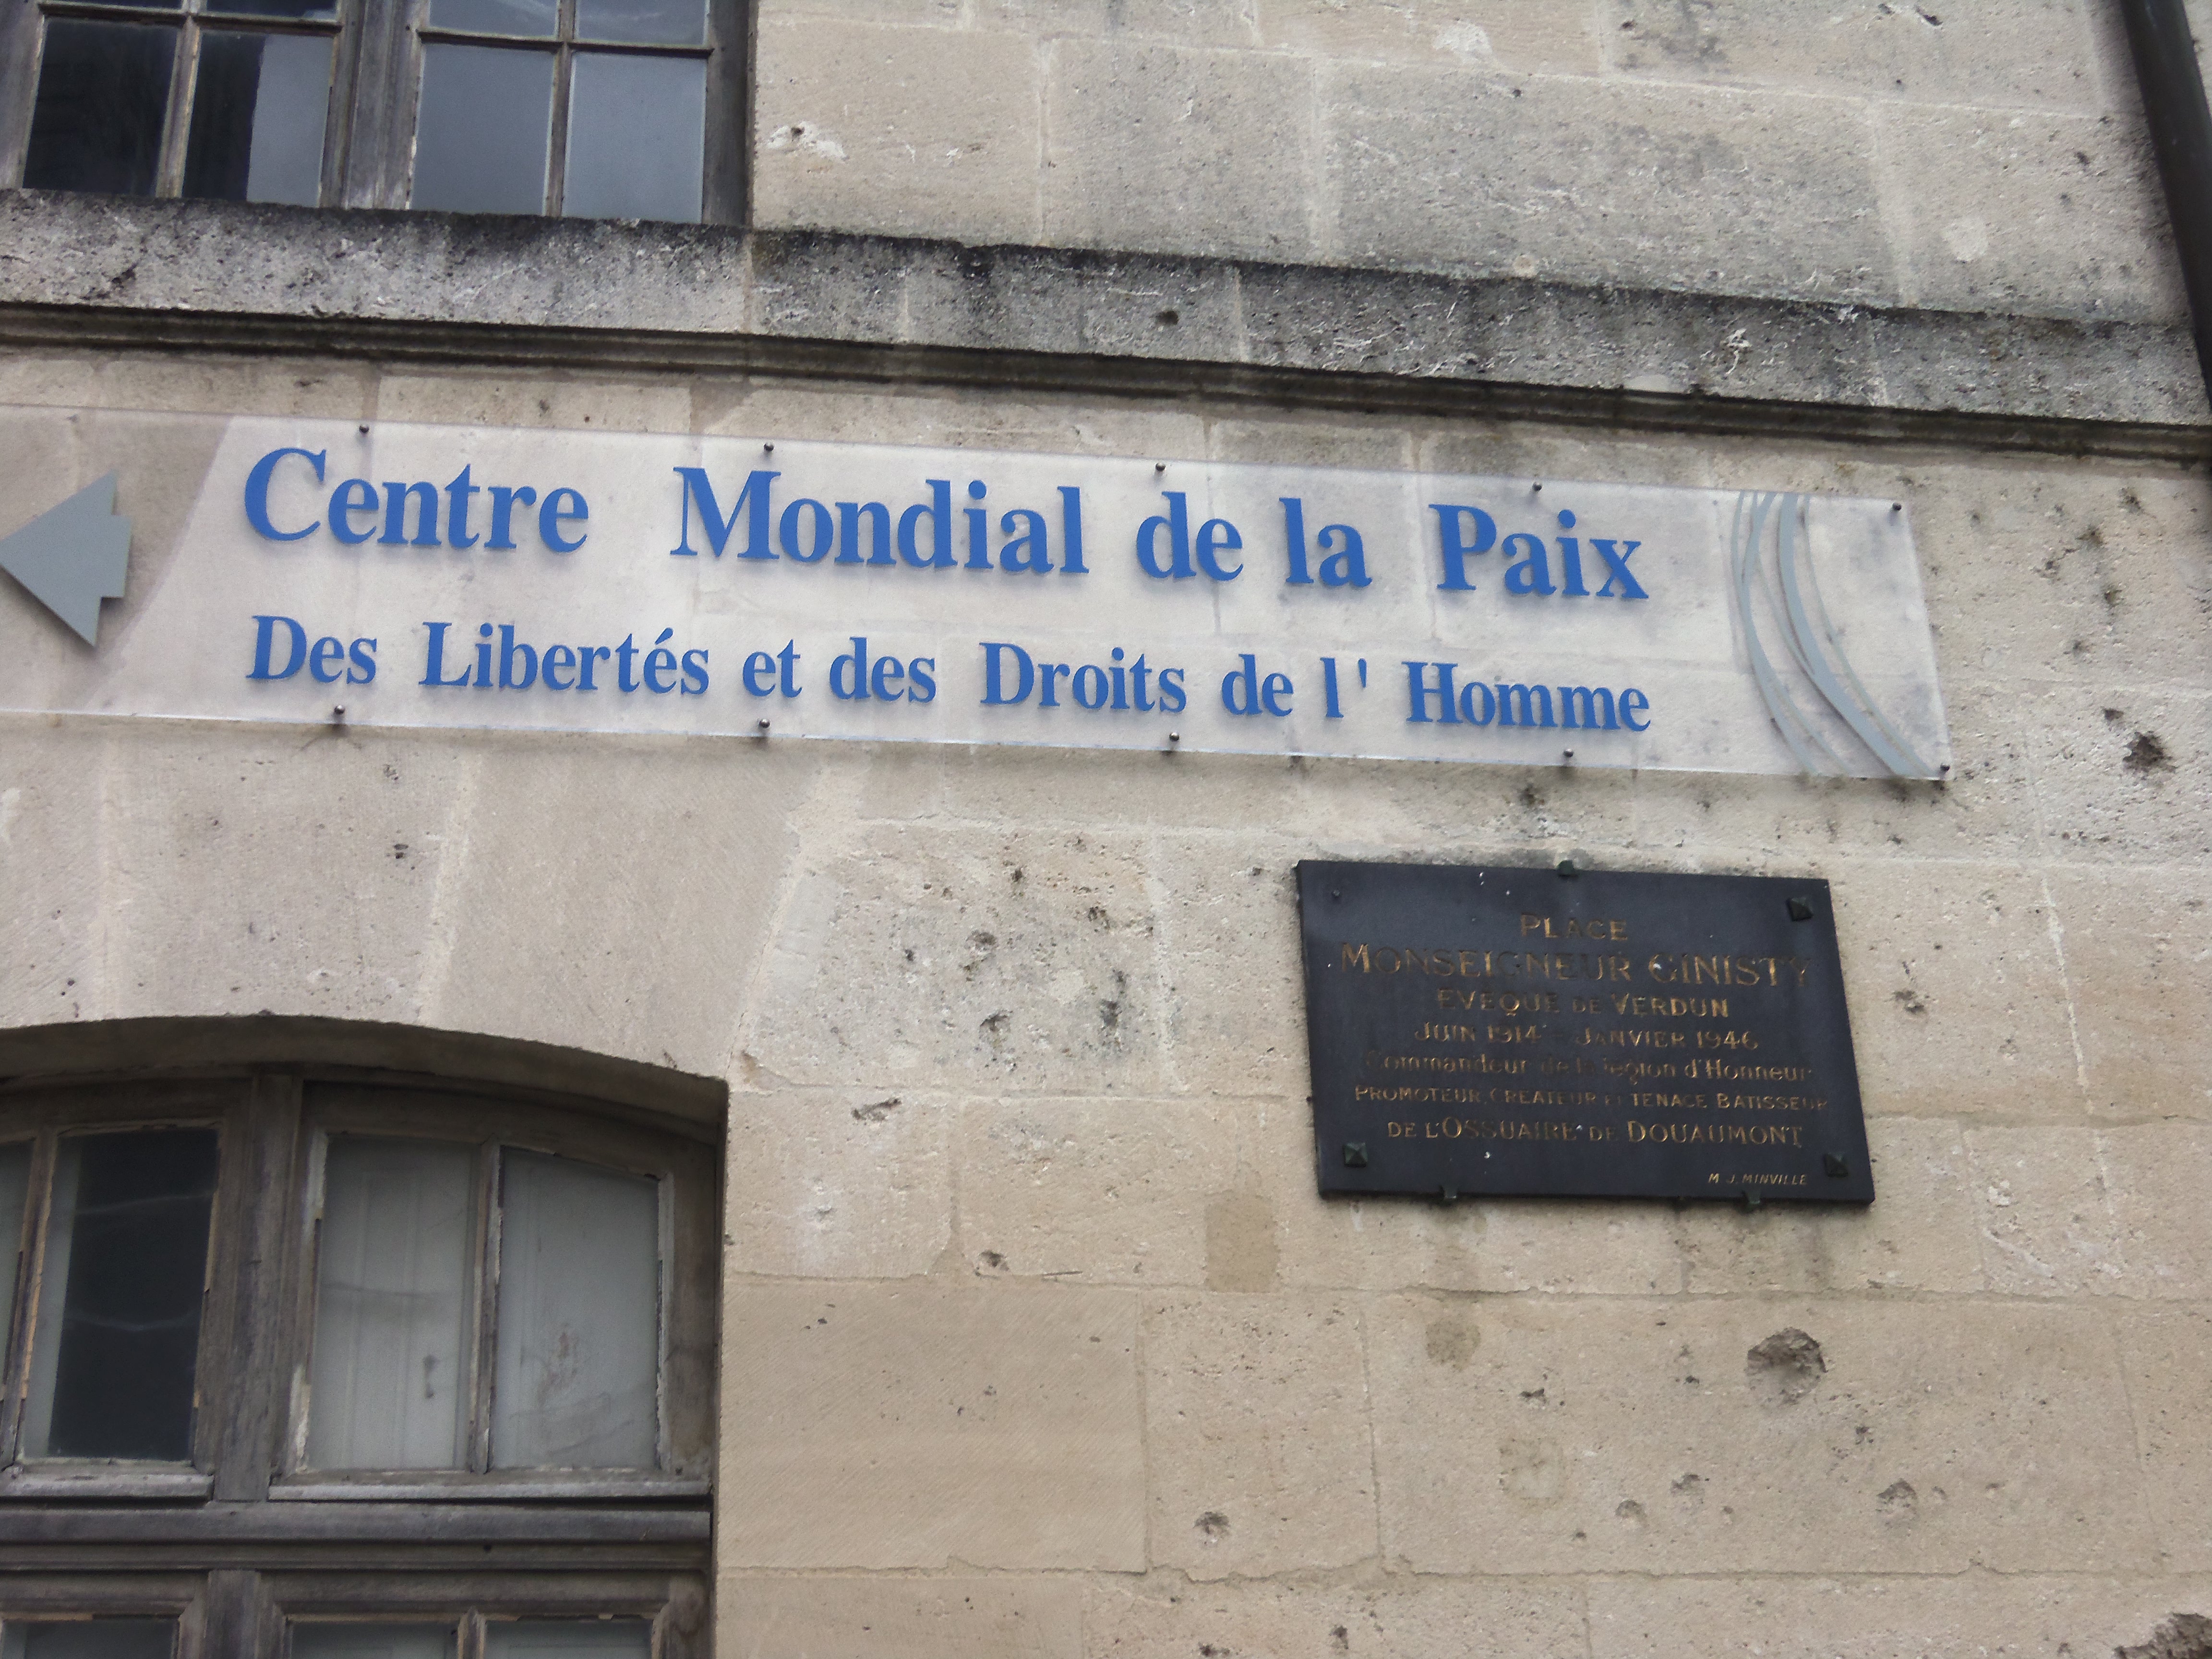 Centre Mondial de la Paix
Des Libertés et des Droits de l' Homme
PLACE
MONSEIGNEUR GINISTY
EVEQUE DE VERDUN
JUIN 1914 - JANVIER 1946
Commandeur de la legion d'Honneur
PROMOTEUR, CREATEUR ET TENACE BATISSEUR
DE L'OSSUAIRE DE DOUAUMONT
M J. MINVILLE